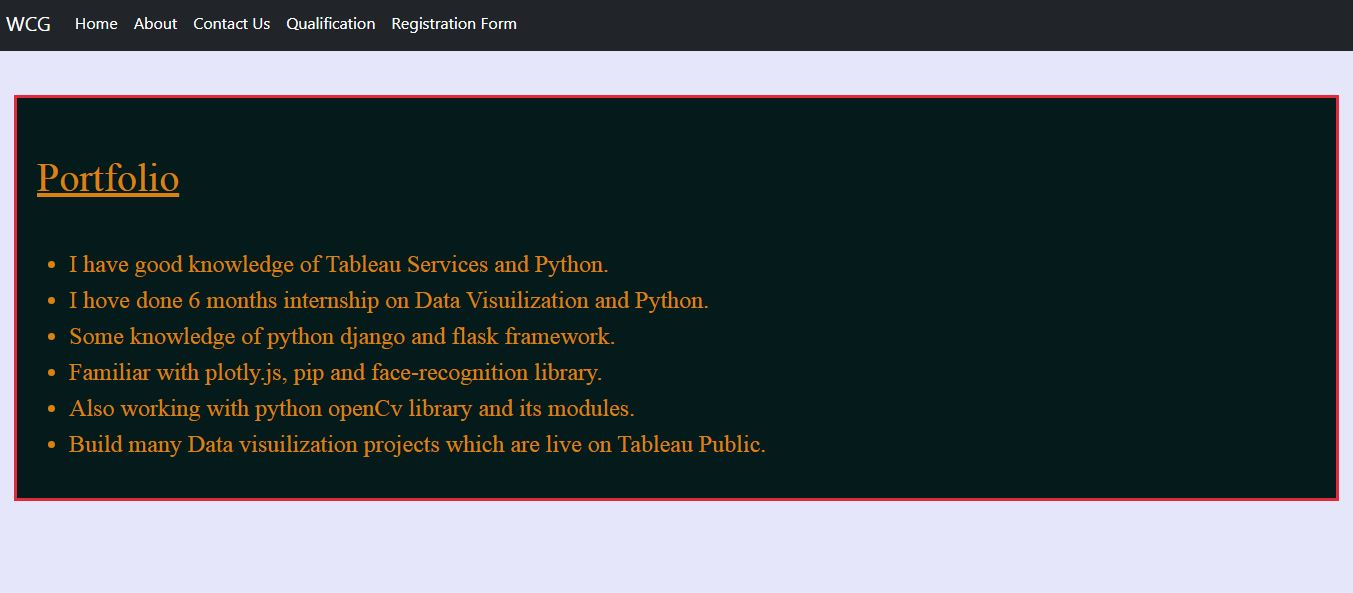 WCG Home About Contact Us Qualification Registration Form
Portfolio
I have good knowledge of Tableau Services and Python.
I hove done 6 months internship on Data Visuilization and Python.
Some knowledge of python django and flask framework.
Familiar with plotly.js, pip and face-recognition library.
Also working with python openCv library and its modules.
Build many Data visuilization projects which are live on Tableau Public.